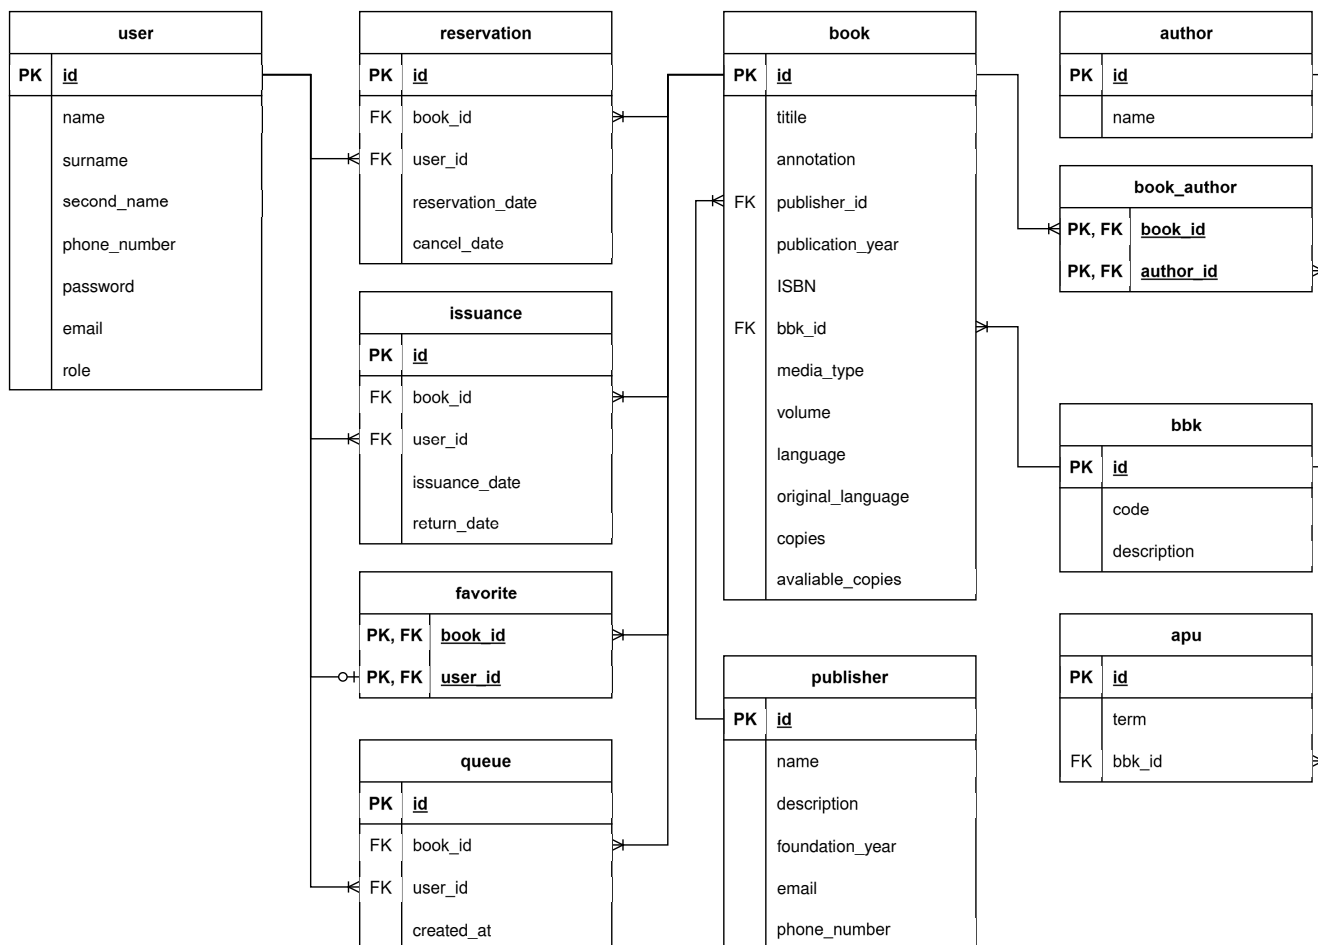 user
PK id
name
surname
second_name
phone_number
password
email
role
reservation
PK id
FK book_id
FK user_id
reservation_date
cancel_date
issuance
PK id
FK book_id
FK user_id
issuance_date
return_date
favorite
PK, FK book_id
PK, FK user_id
queue
PK id
FK book_id
FK user_id
created_at
book
PK id
titile
annotation
FK publisher_id
publication_year
ISBN
FK bbk_id
media_type
volume
language
original_language
copies
avaliable_copies
publisher
PK id
name
description
foundation_year
email
phone_number
author
PK id
name
book_author
PK, FK book_id
PK, FK author_id
bbk
PK id
code
description
apu
PK id
term
FK bbk_id